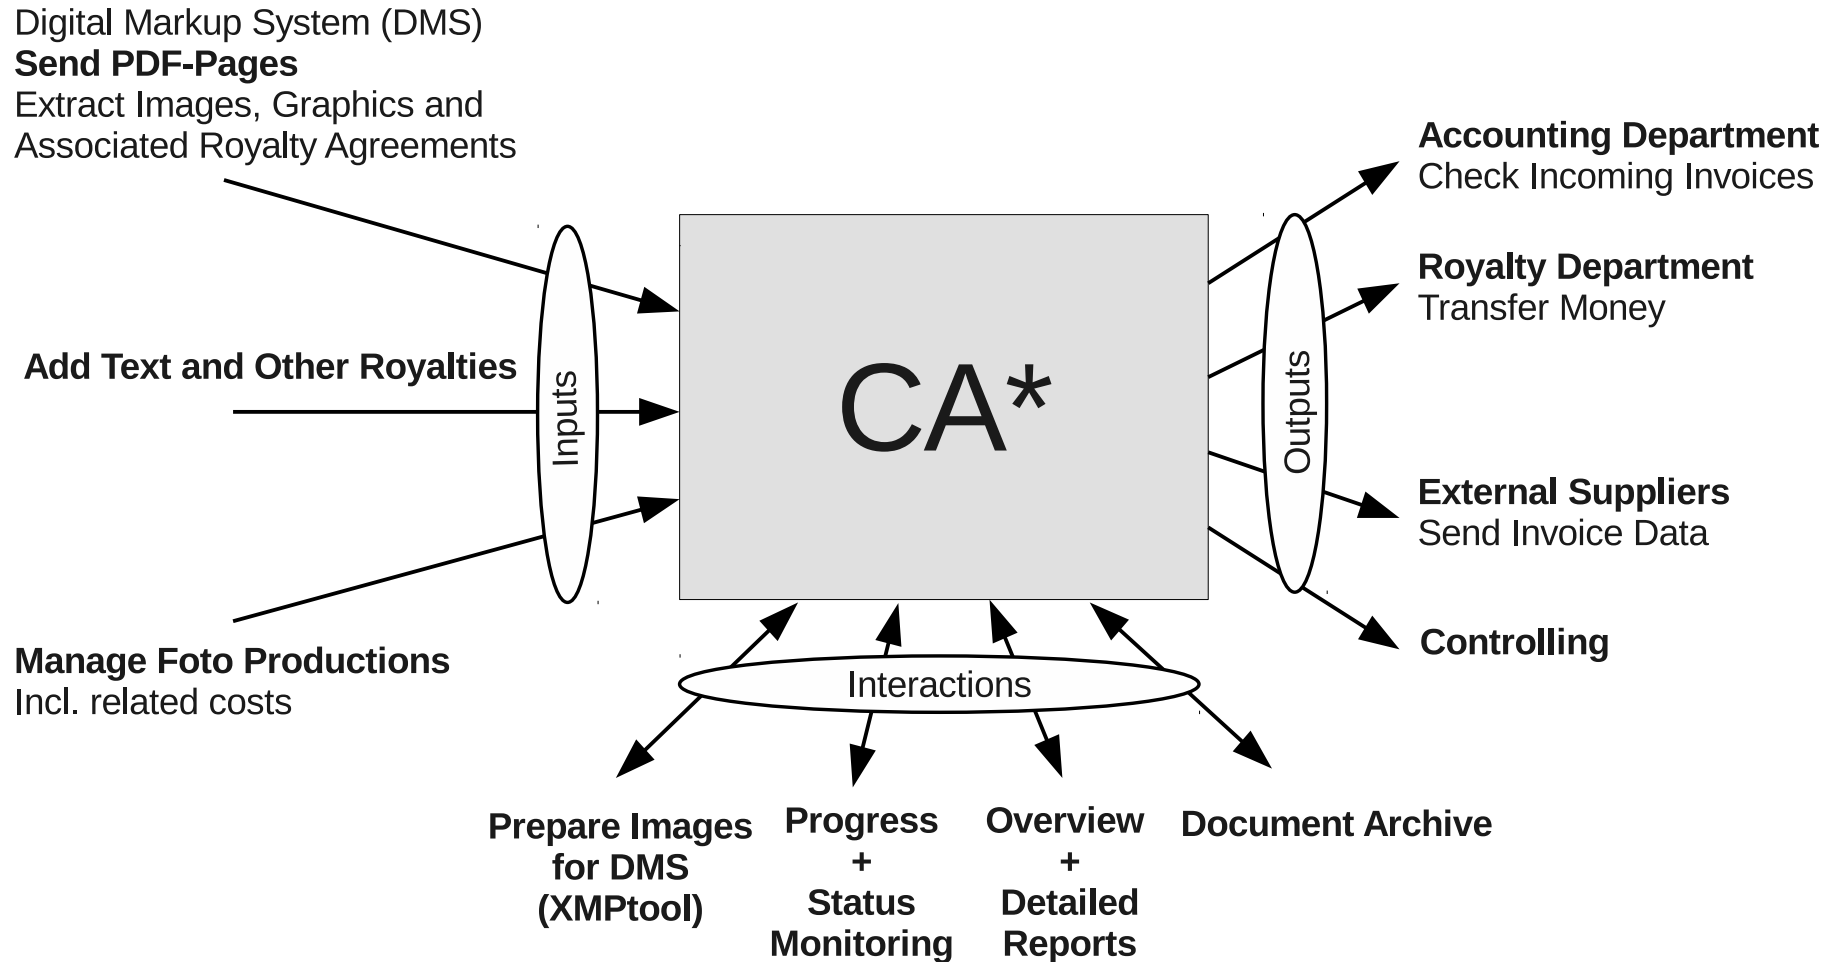 Digital Markup System (DMS)
Send PDF-Pages
Extract Images, Graphics and
Associated Royalty Agreements
Add Text and Other Royalties
Manage Foto Productions
Incl. related costs
Inputs
CA*
Outputs
Accounting Department
Check Incoming Invoices
Royalty Department
Transfer Money
External Suppliers
Send Invoice Data
Controlling
Interactions
Prepare Images
for DMS
(XMPtool)
Progress
+
Status
Monitoring
Overview
+
Detailed
Reports
Document Archive